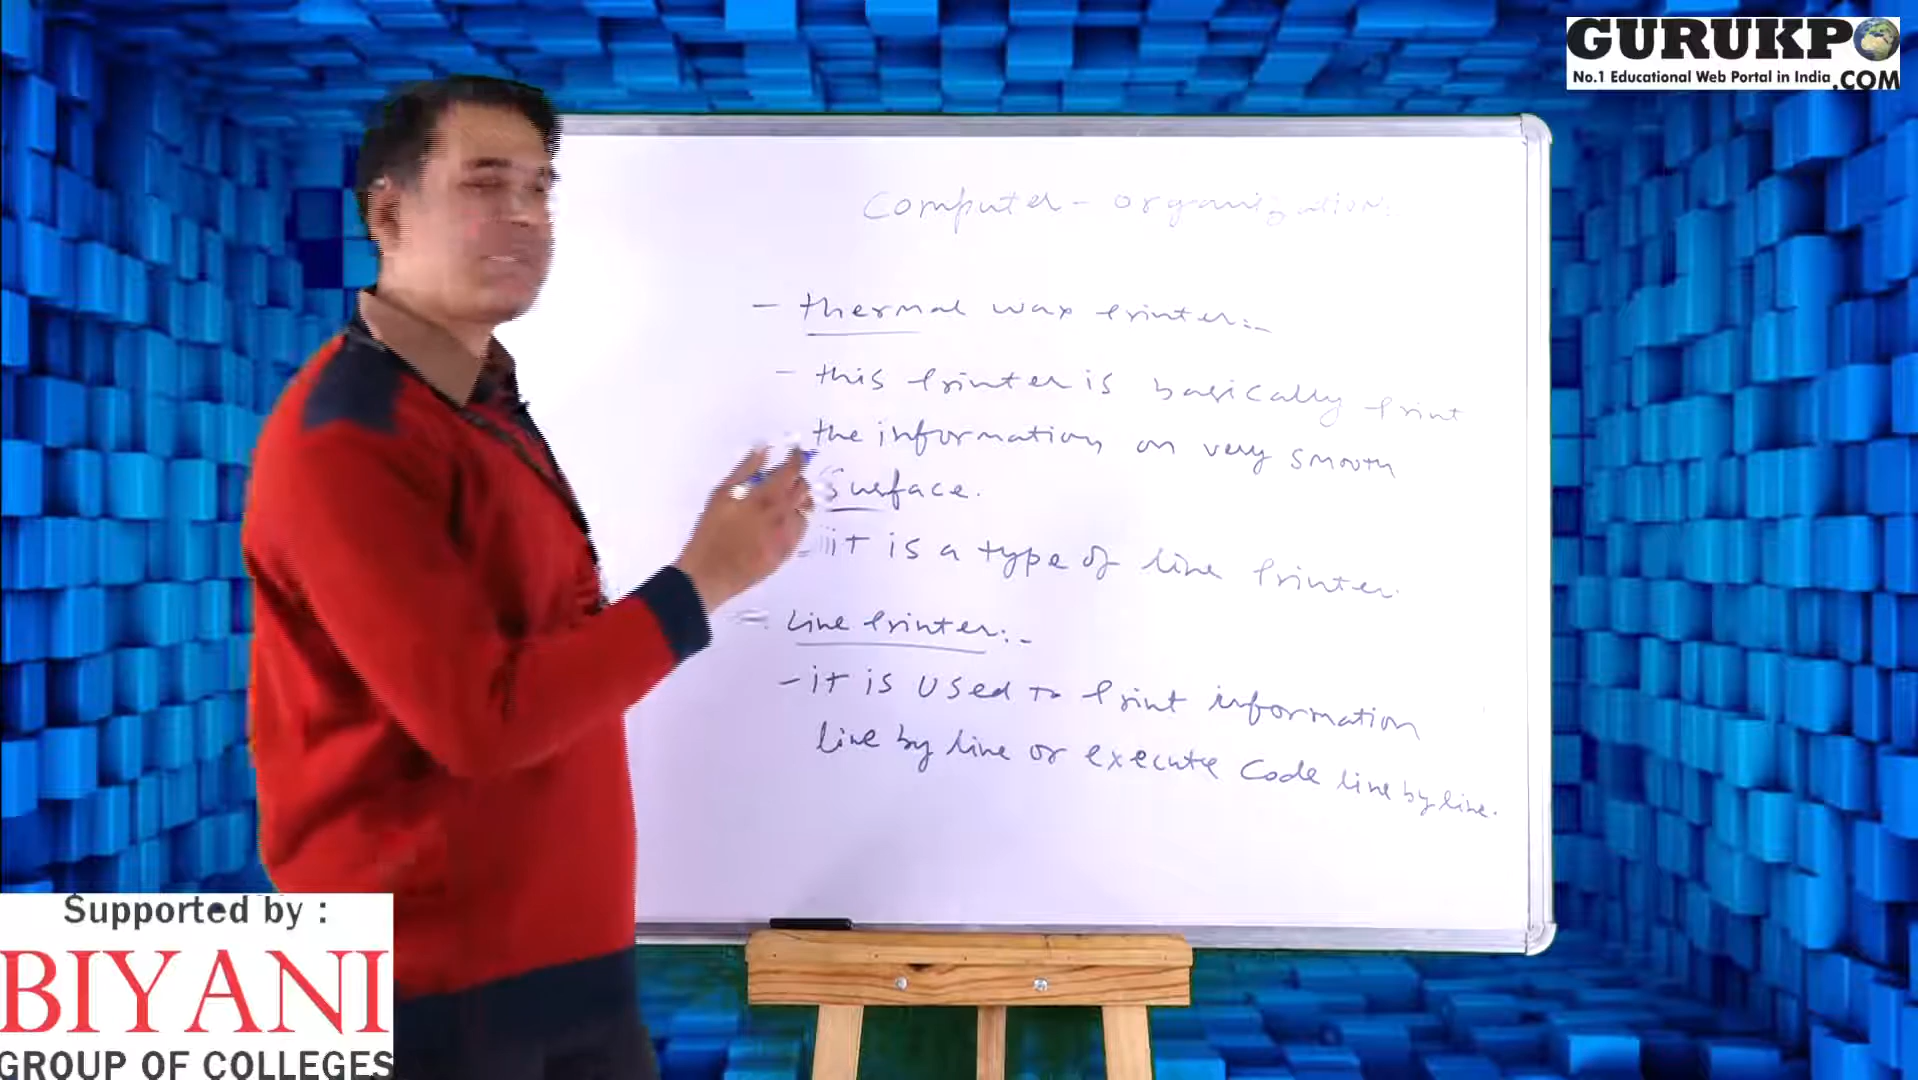 GURUKPO
No.1 Educational Web Portal in India .COM
Computer - organization:-
- thermal wax Printer:-
- this Printer is basically Print
the information on very smooth
Surface.
- it is a type of line Printer.
- Line Printer:-
- it is used to Print information
line by line or execute Code line by line.
Supported by :
BIYANI
GROUP OF COLLEGES